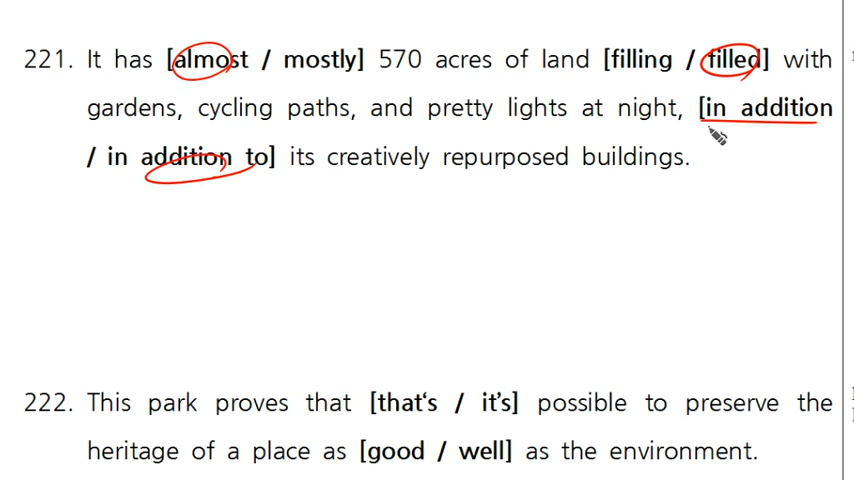 221. It has [almost / mostly] 570 acres of land [filling / filled] with
gardens, cycling paths, and pretty lights at night, [in addition
/ in addition to] its creatively repurposed buildings.
222. This park proves that [that‘s / it’s] possible to preserve the
heritage of a place as [good / well] as the environment.